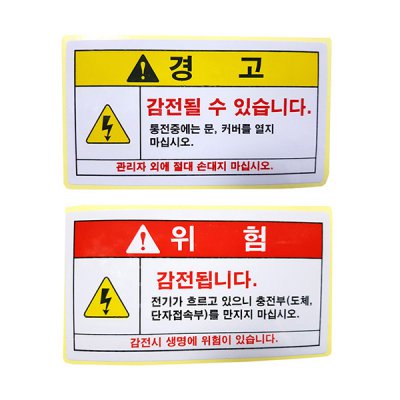 경 고
감전될 수 있습니다.
통전중에는 문, 커버를 열지
마십시오.
관리자 외에 절대 손대지 마십시오.
위 험
감전됩니다.
전기가 흐르고 있으니 충전부(도체,
단자접속부)를 만지지 마십시오.
감전시 생명에 위험이 있습니다.